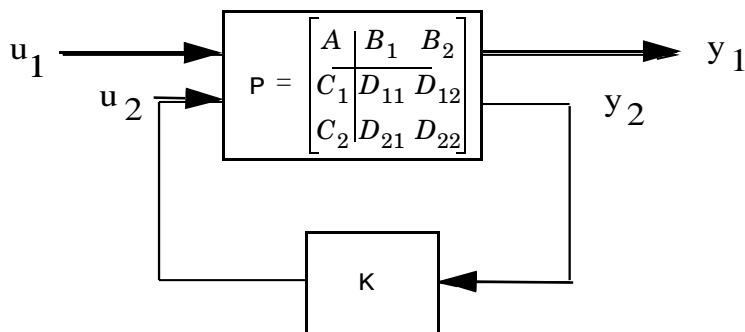 u1 y1
P = A B1 B2
C1 D11 D12
C2 D21 D22
u2 y2
K